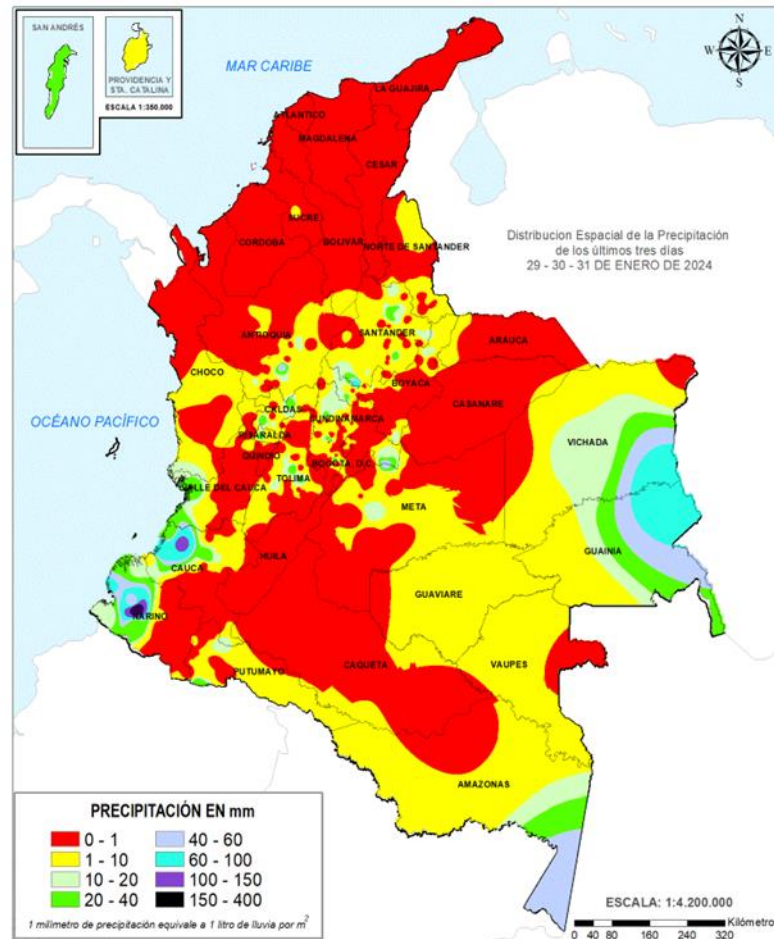 SAN ANDRÉS
PROVIDENCIA Y
STA. CATALINA
ESCALA 1:350.000
N
W
E
S
MAR CARIBE
LA GUAJIRA
ATLANTICO
MAGDALENA
CESAR
SUCRE
CORDOBA
BOLIVAR
NORTE DE SANTANDER
Distribucion Espacial de la Precipitación
de los últimos tres días
29 - 30 - 31 DE ENERO DE 2024
ANTIOQUIA
SANTANDER
ARAUCA
CHOCO
BOYACA
CASANARE
OCÉANO PACÍFICO
CALDAS
CUNDINAMARCA
RISARALDA
VICHADA
QUINDIO
BOGOTA, D.C.
TOLIMA
VALLE DEL CAUCA
META
GUAINIA
HUILA
CAUCA
GUAVIARE
NARIÑO
VAUPES
CAQUETA
PUTUMAYO
AMAZONAS
PRECIPITACIÓN EN mm
0 - 1
1 - 10
10 - 20
20 - 40
40 - 60
60 - 100
100 - 150
150 - 400
1 milimetro de precipitación equivale a 1 litro de lluvia por m²
ESCALA: 1:4.200.000
Kilómetro
0 40 80 160 240 320